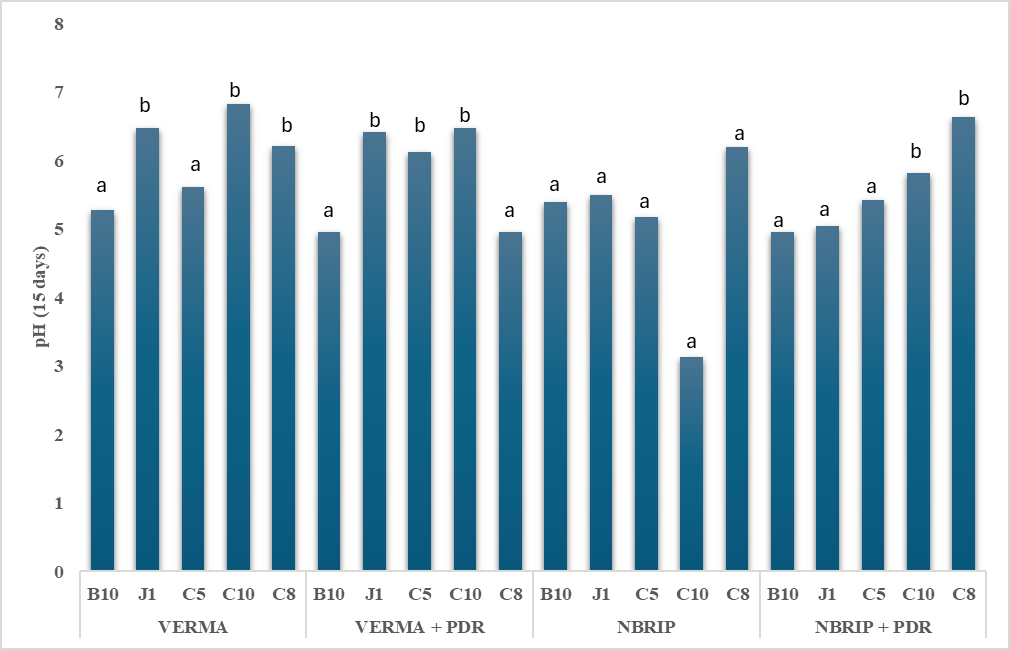 8
7
6
5
4
3
2
1
0
pH (15 days)
a b a b b a b b b a a a a a a a a a b b
B10 J1 C5 C10 C8 B10 J1 C5 C10 C8 B10 J1 C5 C10 C8 B10 J1 C5 C10 C8
VERMA VERMA + PDR NBRIP NBRIP + PDR